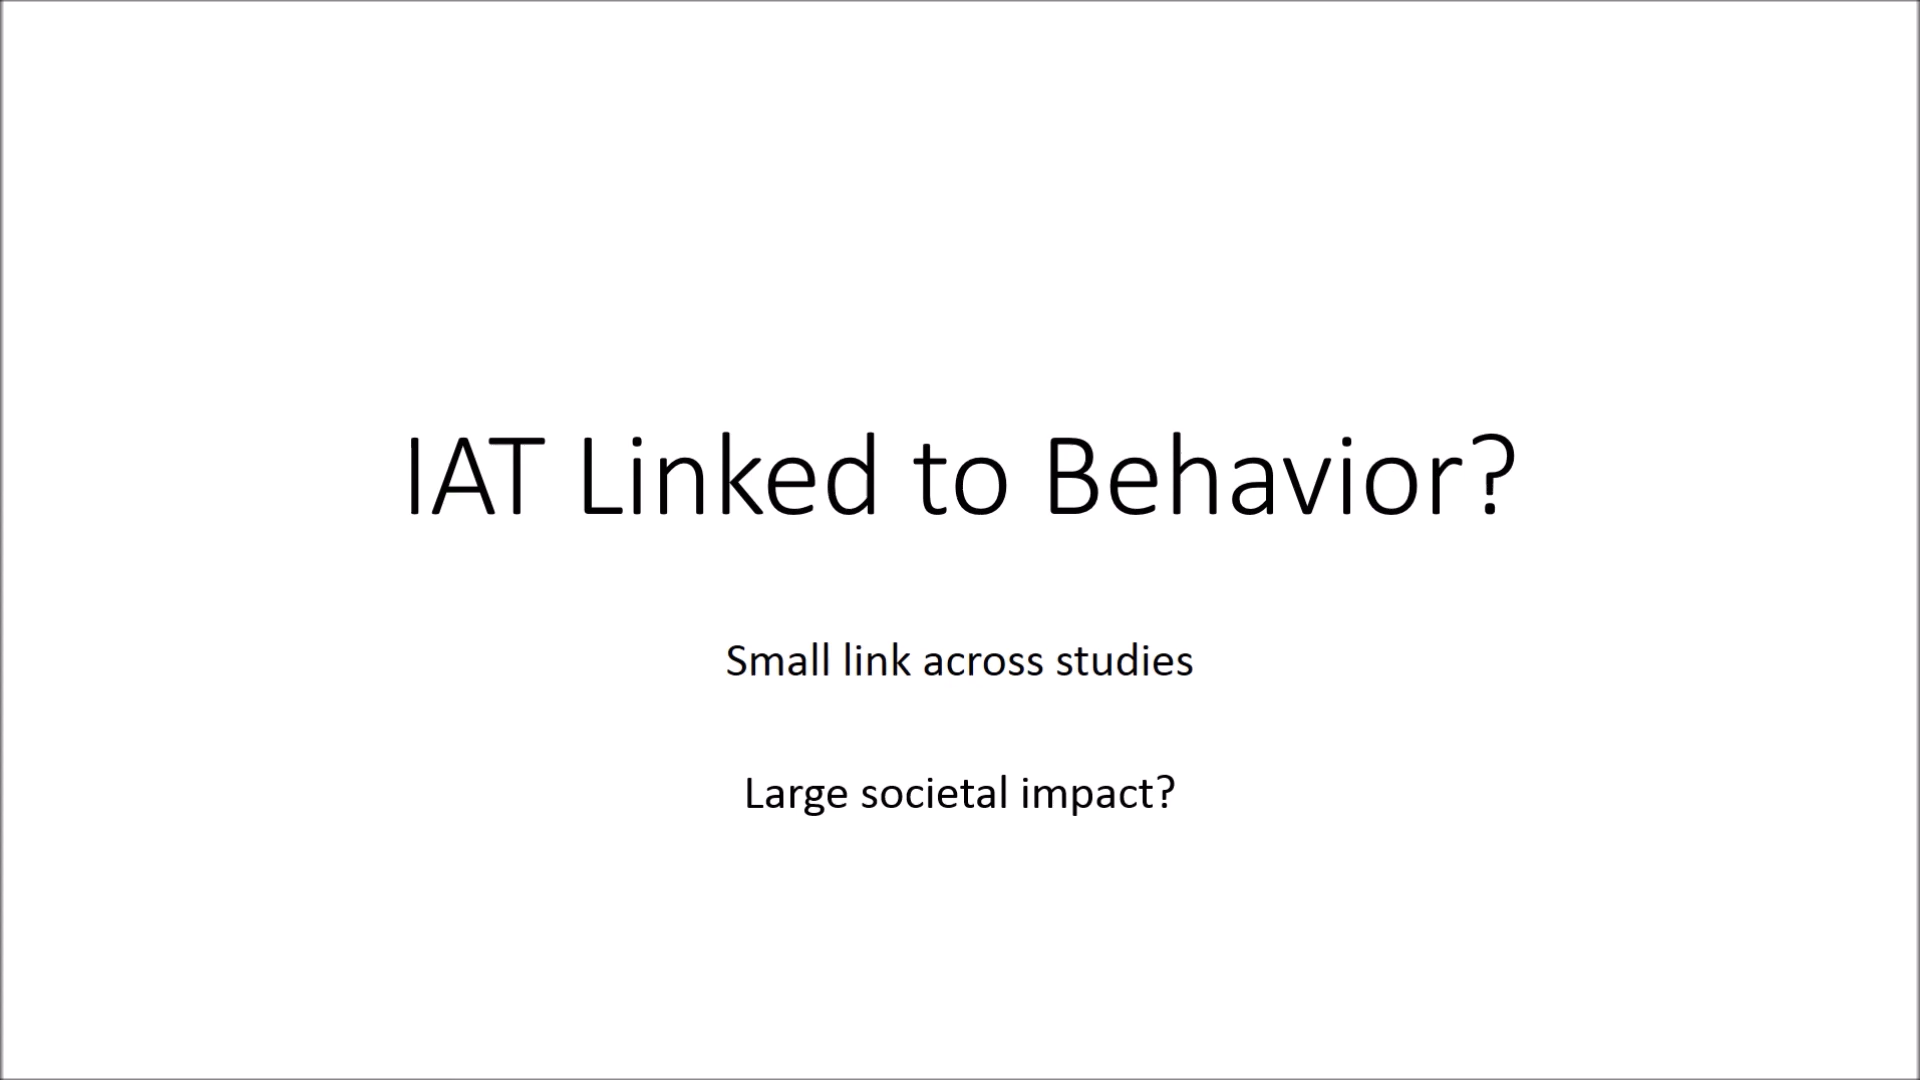 IAT Linked to Behavior?
Small link across studies
Large societal impact?